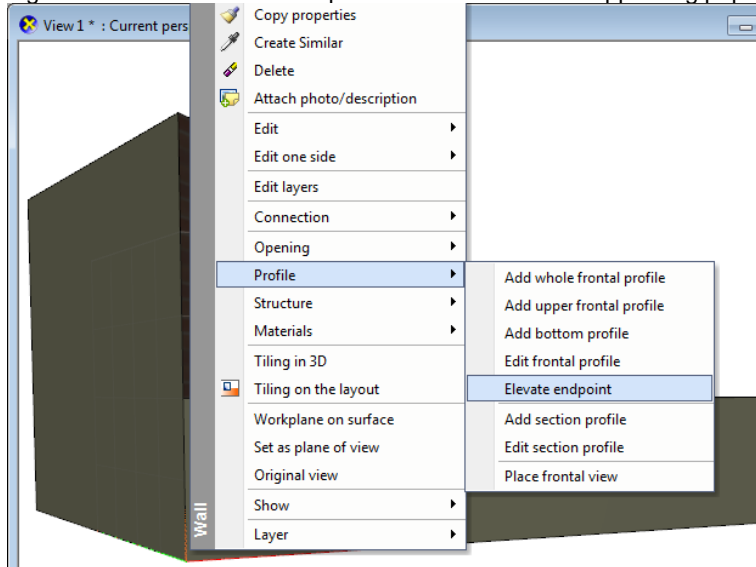 View 1 * : Current pers
Copy properties
Create Similar
Delete
Attach photo/description
Edit
Edit one side
Edit layers
Connection
Opening
Profile
Structure
Materials
Tiling in 3D
Tiling on the layout
Workplane on surface
Set as plane of view
Original view
Show
Layer
Wall
Add whole frontal profile
Add upper frontal profile
Add bottom profile
Edit frontal profile
Elevate endpoint
Add section profile
Edit section profile
Place frontal view